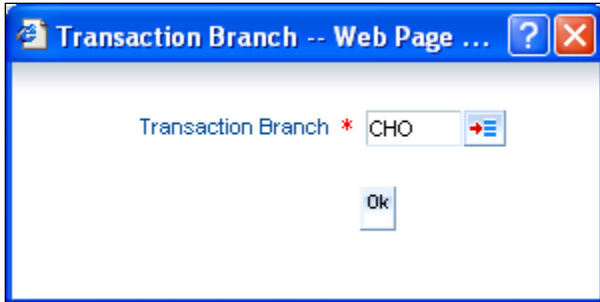 Transaction Branch -- Web Page ...
Transaction Branch * CHO
Ok